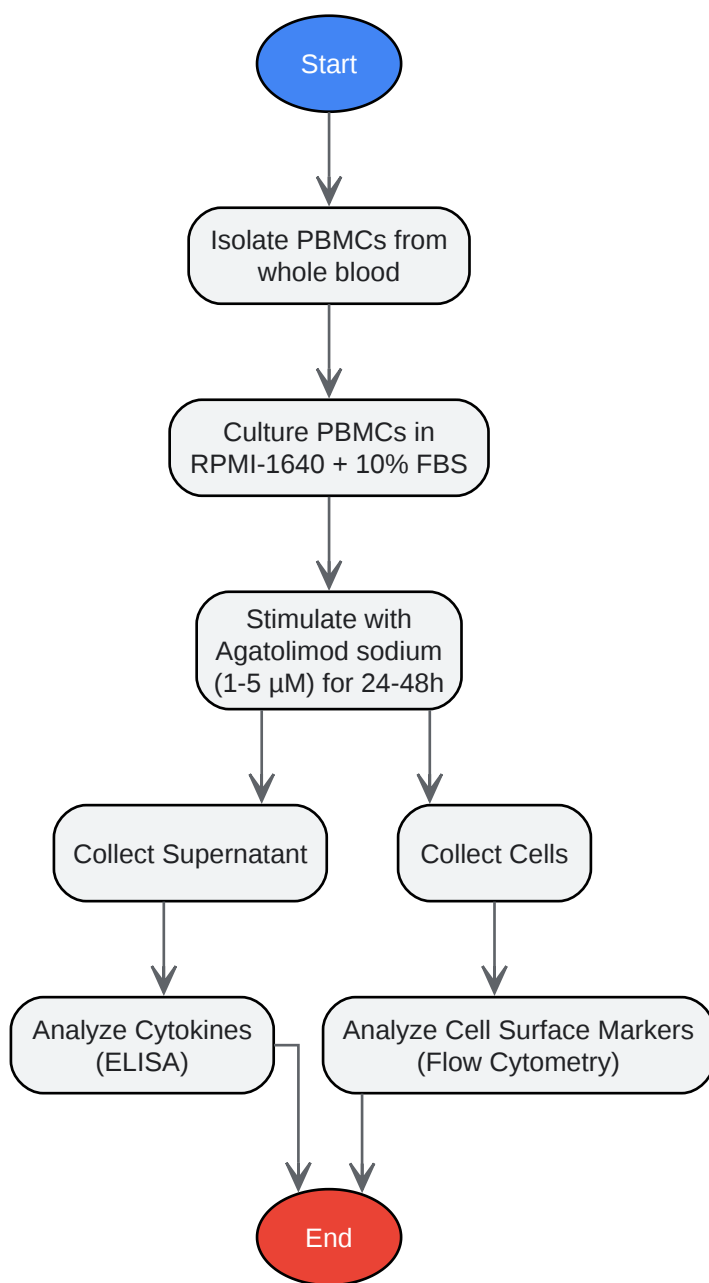 Start
Isolate PBMCs from
whole blood
Culture PBMCs in
RPMI-1640 + 10% FBS
Stimulate with
Agatolimod sodium
(1-5 µM) for 24-48h
Collect Supernatant
Collect Cells
Analyze Cytokines
(ELISA)
Analyze Cell Surface Markers
(Flow Cytometry)
End